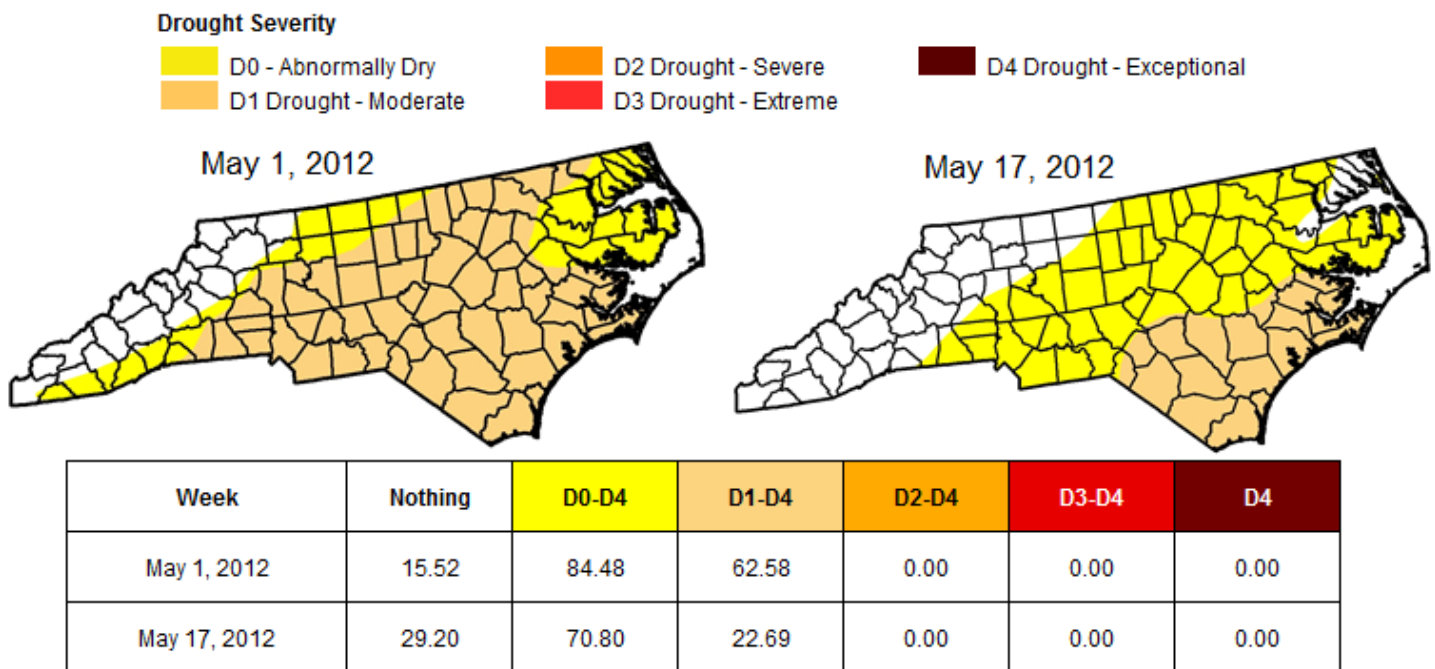 Drought Severity
D0 - Abnormally Dry D2 Drought - Severe D4 Drought - Exceptional
D1 Drought - Moderate D3 Drought - Extreme
May 1, 2012 May 17, 2012
Week Nothing D0-D4 D1-D4 D2-D4 D3-D4 D4
May 1, 2012 15.52 84.48 62.58 0.00 0.00 0.00
May 17, 2012 29.20 70.80 22.69 0.00 0.00 0.00